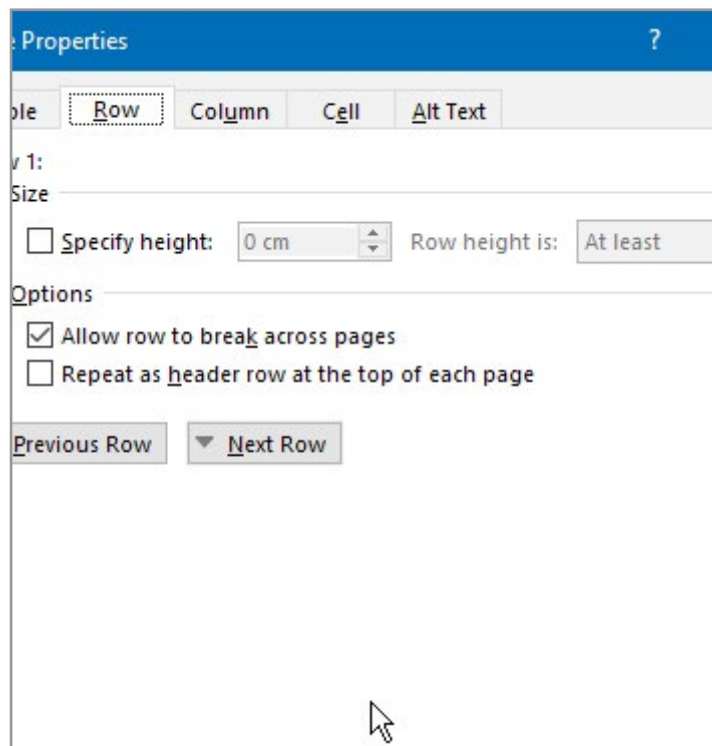 Properties ?
Row Column Cell Alt Text
1:
Size
Specify height: 0 cm Row height is: At least
Options
Allow row to break across pages
Repeat as header row at the top of each page
Previous Row Next Row